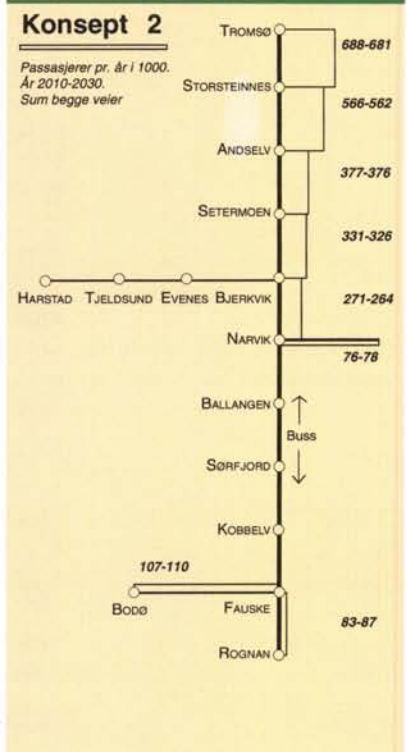 Konsept 2
Passasjerer pr. år i 1000.
År 2010-2030.
Sum begge veier
TROMSØ
688-681
STORSTEINNES
566-562
ANDSELV
377-376
SETERMOEN
331-326
HARSTAD TJELDSUND EVENES BJERKVIK
271-264
NARVIK
76-78
BALLANGEN
Buss
SØRFJORD
KOBBELV
107-110
BODØ FAUSKE
83-87
ROGNAN